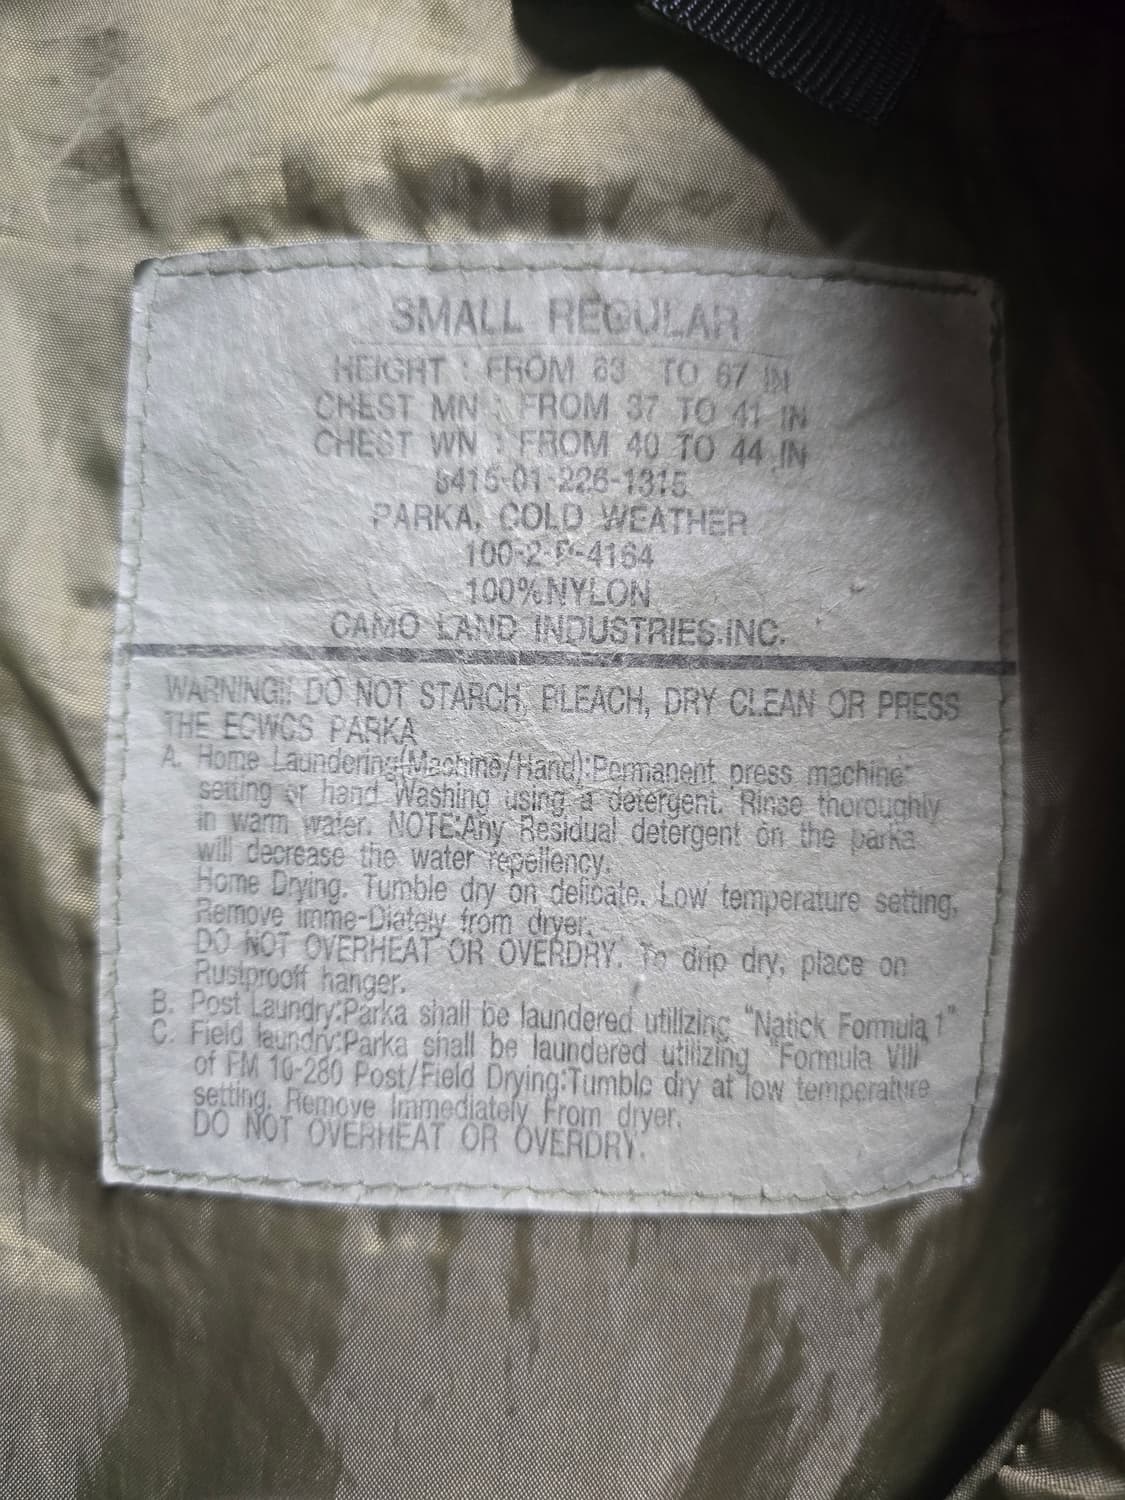 SMALL REGULAR
HEIGHT : FROM 63 TO 67 IN
CHEST MN : FROM 37 TO 41 IN
CHEST WN : FROM 40 TO 44 IN
8415-01-226-1315
PARKA, COLD WEATHER
100-2-P-4164
100%NYLON
CAMO LAND INDUSTRIES.INC.
WARNING!! DO NOT STARCH, BLEACH, DRY CLEAN OR PRESS
THE ECWCS PARKA
A. Home Laundering(Machine/Hand):Permanent press machine
setting or hand Washing using a detergent. Rinse thoroughly
in warm water. NOTE:Any Residual detergent on the parka
will decrease the water repellency.
Home Drying. Tumble dry on delicate. Low temperature setting,
Remove imme-Diately from dryer.
DO NOT OVERHEAT OR OVERDRY. To drip dry, place on
Rustprooff hanger.
B. Post Laundry:Parka shall be laundered utilizing "Natick Formula 1"
C. Field laundry:Parka shall be laundered utilizing "Formula VIII"
of FM 10-280 Post/Field Drying:Tumble dry at low temperature
setting, Remove Immediately From dryer.
DO NOT OVERHEAT OR OVERDRY.